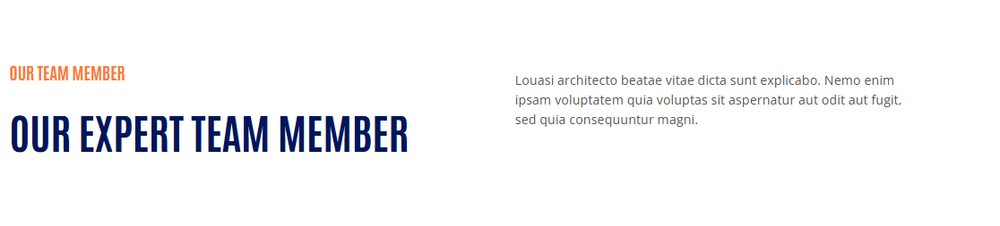 OUR TEAM MEMBER
OUR EXPERT TEAM MEMBER
Louasi architecto beatae vitae dicta sunt explicabo. Nemo enim
ipsam voluptatem quia voluptas sit aspernatur aut odit aut fugit,
sed quia consequuntur magni.